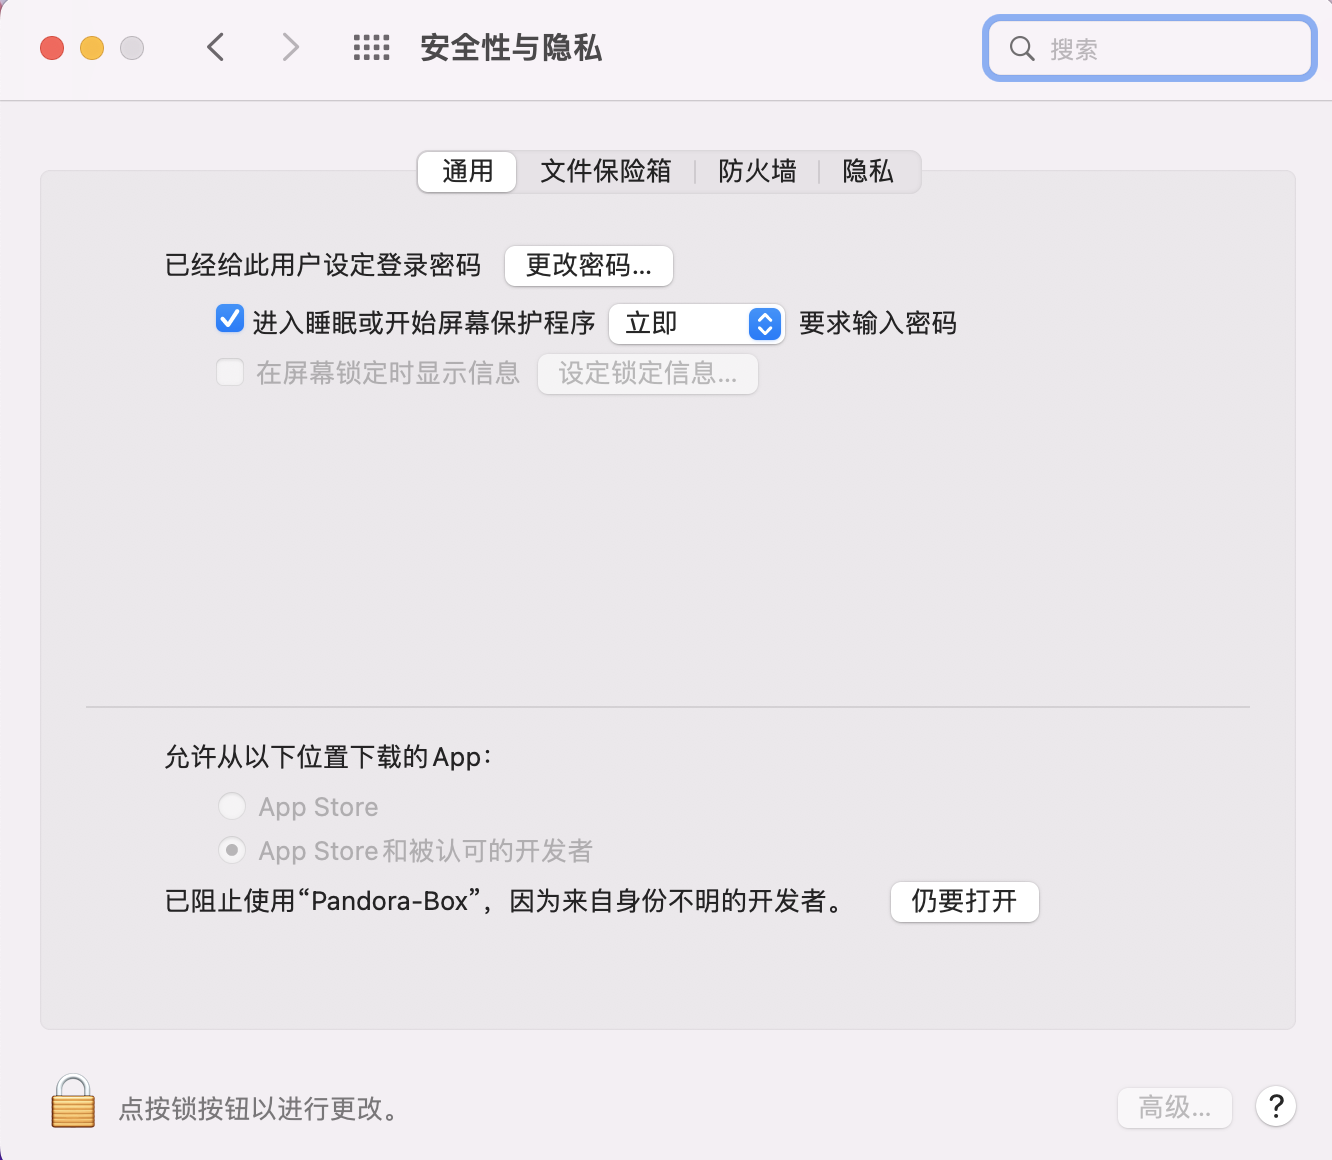 安全性与隐私
搜索
通用 文件保险箱 防火墙 隐私
已经给此用户设定登录密码 更改密码...
进入睡眠或开始屏幕保护程序 立即 要求输入密码
在屏幕锁定时显示信息 设定锁定信息...
允许从以下位置下载的App：
App Store
App Store和被认可的开发者
已阻止使用“Pandora-Box”，因为来自身份不明的开发者。 仍要打开
点按锁按钮以进行更改。
高级... ?